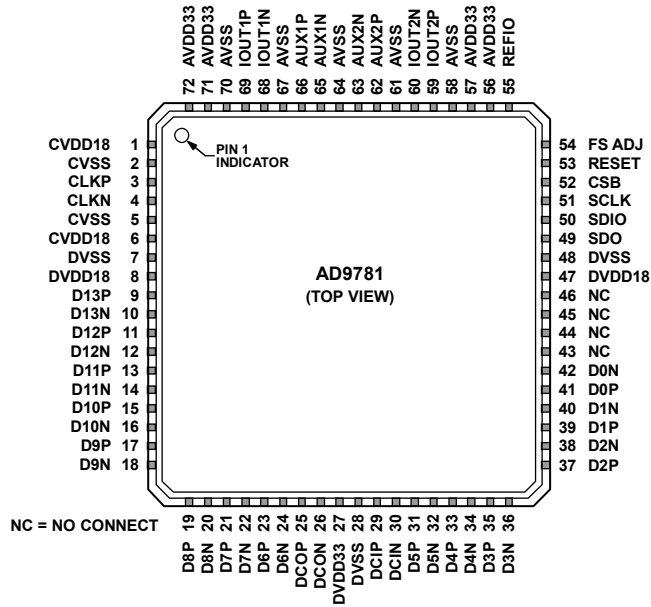 72 AVDD33
71 AVDD33
70 AVSS
69 IOUT1P
68 IOUT1N
67 AVSS
66 AUX1P
65 AUX1N
64 AVSS
63 AUX2N
62 AUX2P
61 AVSS
60 IOUT2N
59 IOUT2P
58 AVSS
57 AVDD33
56 AVDD33
55 REFIO
CVDD18 1
CVSS 2
CLKP 3
CLKN 4
CVSS 5
CVDD18 6
DVSS 7
DVDD18 8
D13P 9
D13N 10
D12P 11
D12N 12
D11P 13
D11N 14
D10P 15
D10N 16
D9P 17
D9N 18
PIN 1
INDICATOR
AD9781
(TOP VIEW)
54 FS ADJ
53 RESET
52 CSB
51 SCLK
50 SDIO
49 SDO
48 DVSS
47 DVDD18
46 NC
45 NC
44 NC
43 NC
42 D0N
41 D0P
40 D1N
39 D1P
38 D2N
37 D2P
NC = NO CONNECT
D8P 19
D8N 20
D7P 21
D7N 22
D6P 23
D6N 24
DCOP 25
DCON 26
DVDD33 27
DVSS 28
DCIP 29
DCIN 30
D5P 31
D5N 32
D4P 33
D4N 34
D3P 35
D3N 36